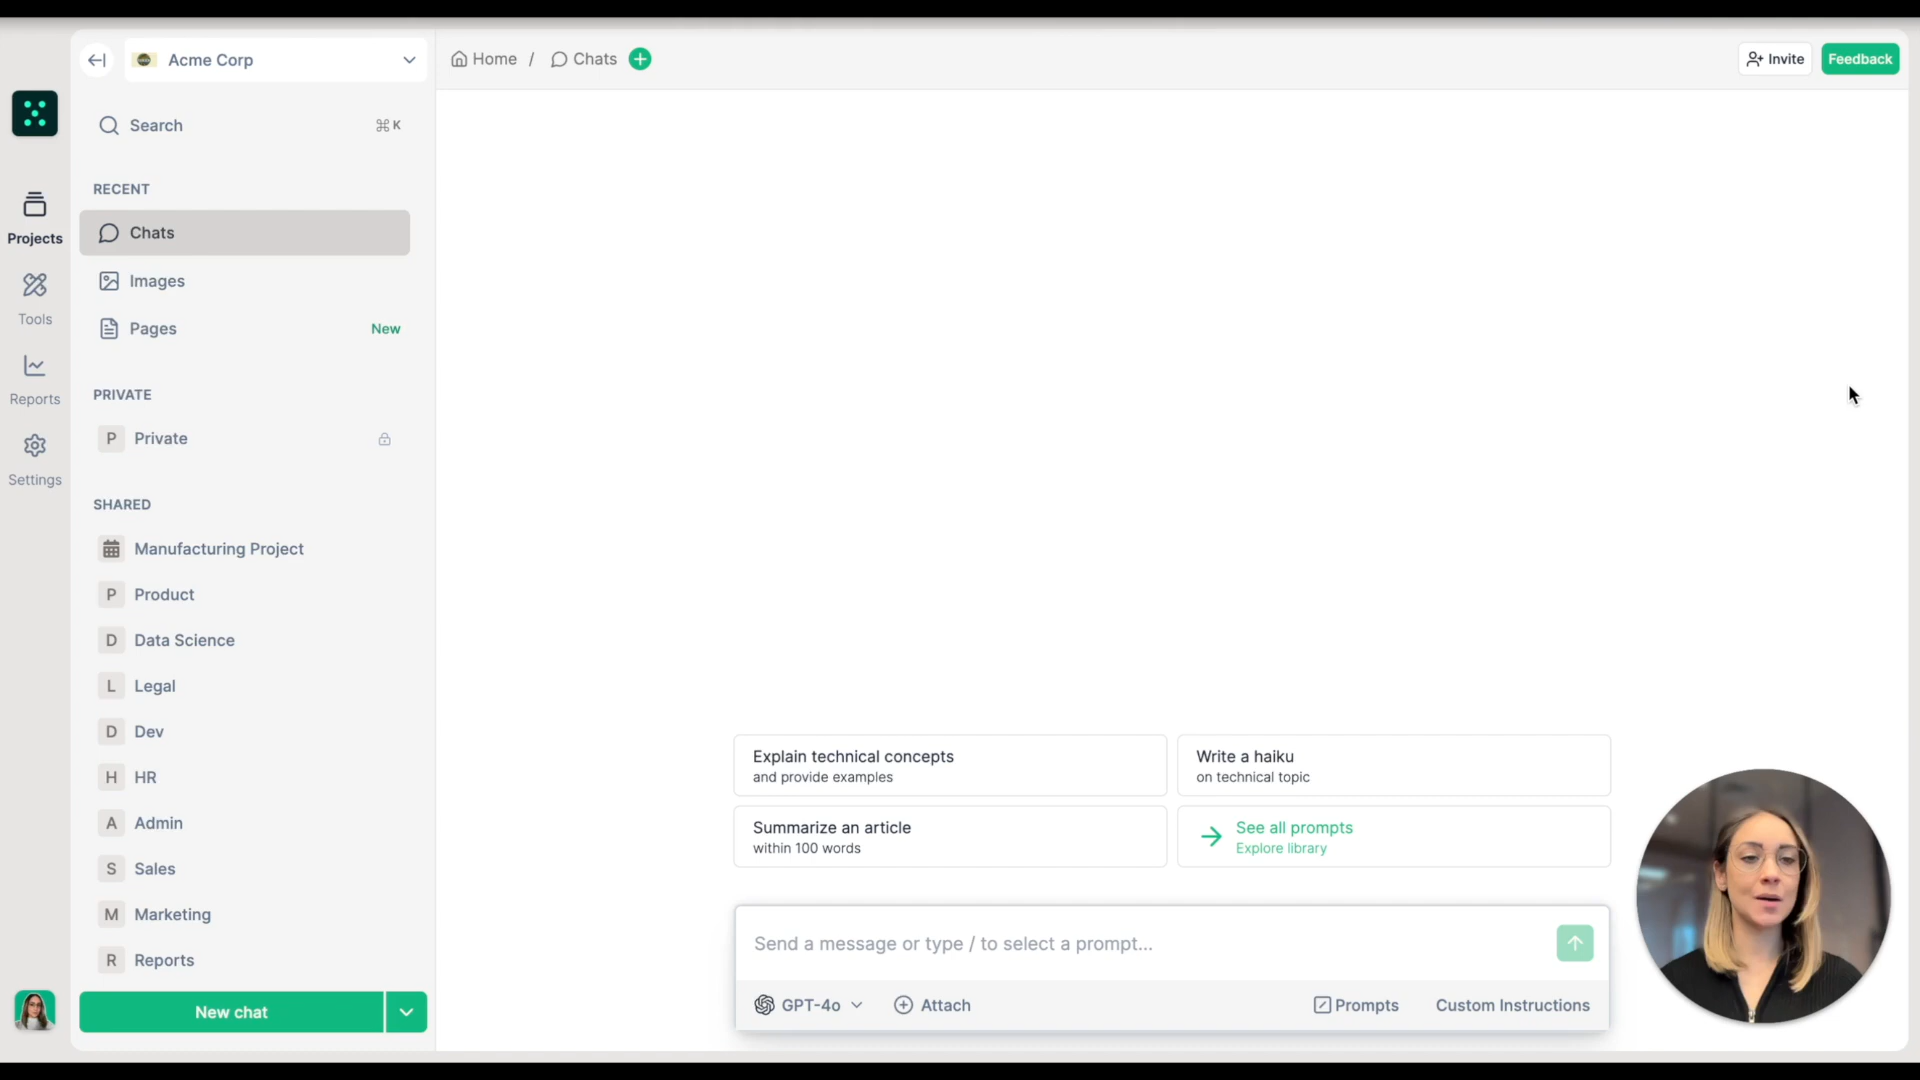 Acme Corp
Home / Chats
Invite
Feedback
Search ⌘ K
RECENT
Chats
Images
Pages New
PRIVATE
P Private
SHARED
Manufacturing Project
P Product
D Data Science
L Legal
D Dev
H HR
A Admin
S Sales
M Marketing
R Reports
New chat
Projects
Tools
Reports
Settings
Explain technical concepts
and provide examples
Write a haiku
on technical topic
Summarize an article
within 100 words
See all prompts
Explore library
Send a message or type / to select a prompt...
GPT-4o
Attach
Prompts
Custom Instructions